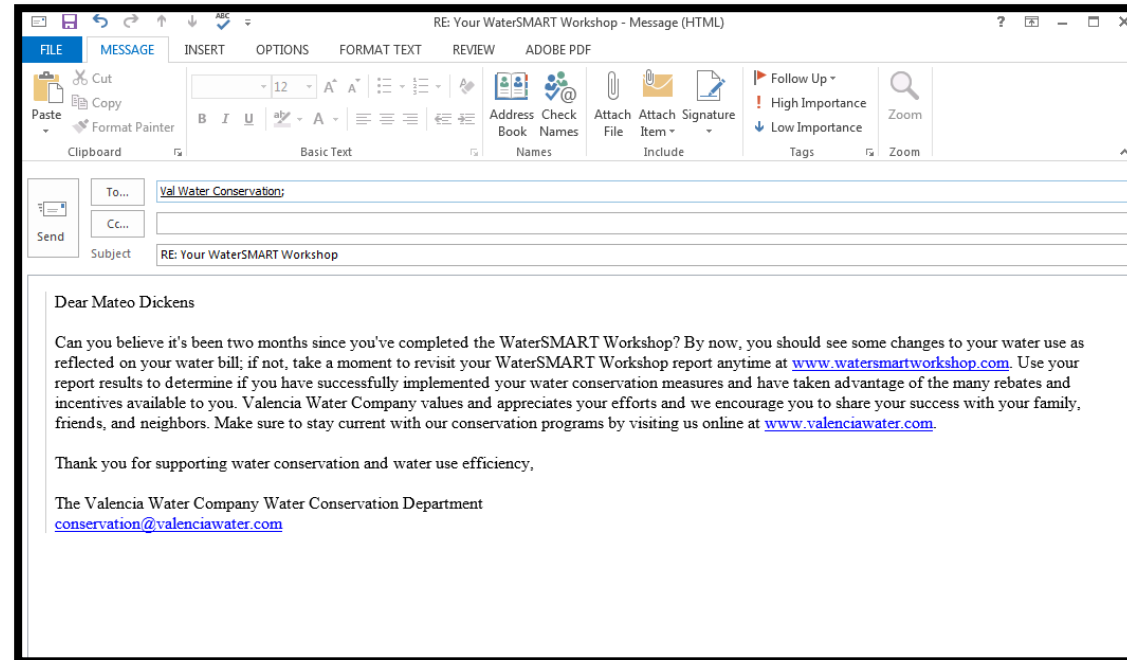 ABC
RE: Your WaterSMART Workshop - Message (HTML)
?
FILE MESSAGE INSERT OPTIONS FORMAT TEXT REVIEW ADOBE PDF
Cut
Copy
Format Painter
Paste
Clipboard
12 A A
B I U aby A
Basic Text
Address Book
Check Names
Names
Attach File
Attach Item
Signature
Include
Follow Up
High Importance
Low Importance
Tags
Zoom
Zoom
Send
To... Val Water Conservation;
Cc...
Subject RE: Your WaterSMART Workshop
Dear Mateo Dickens
Can you believe it's been two months since you've completed the WaterSMART Workshop? By now, you should see some changes to your water use as
reflected on your water bill; if not, take a moment to revisit your WaterSMART Workshop report anytime at www.watersmartworkshop.com. Use your
report results to determine if you have successfully implemented your water conservation measures and have taken advantage of the many rebates and
incentives available to you. Valencia Water Company values and appreciates your efforts and we encourage you to share your success with your family,
friends, and neighbors. Make sure to stay current with our conservation programs by visiting us online at www.valenciawater.com.
Thank you for supporting water conservation and water use efficiency,
The Valencia Water Company Water Conservation Department
conservation@valenciawater.com